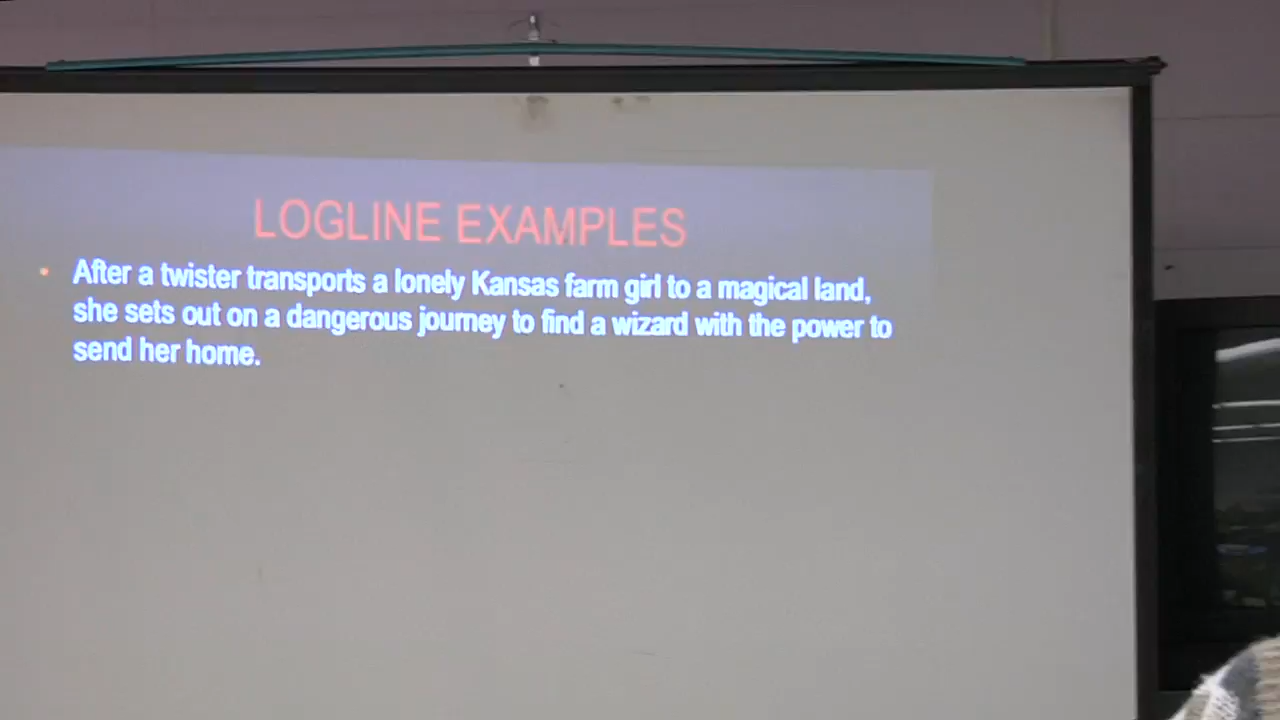 LOGLINE EXAMPLES
After a twister transports a lonely Kansas farm girl to a magical land,
she sets out on a dangerous journey to find a wizard with the power to
send her home.